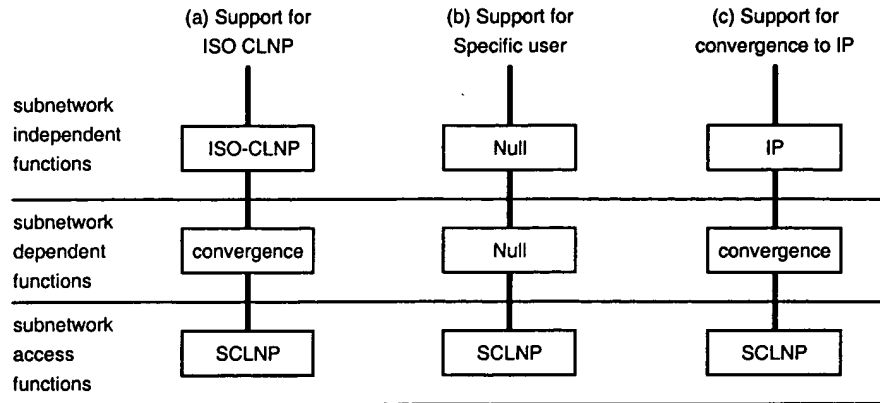 (a) Support for
ISO CLNP
(b) Support for
Specific user
(c) Support for
convergence to IP
subnetwork
independent
functions
ISO-CLNP
Null
IP
subnetwork
dependent
functions
convergence
Null
convergence
subnetwork
access
functions
SCLNP
SCLNP
SCLNP